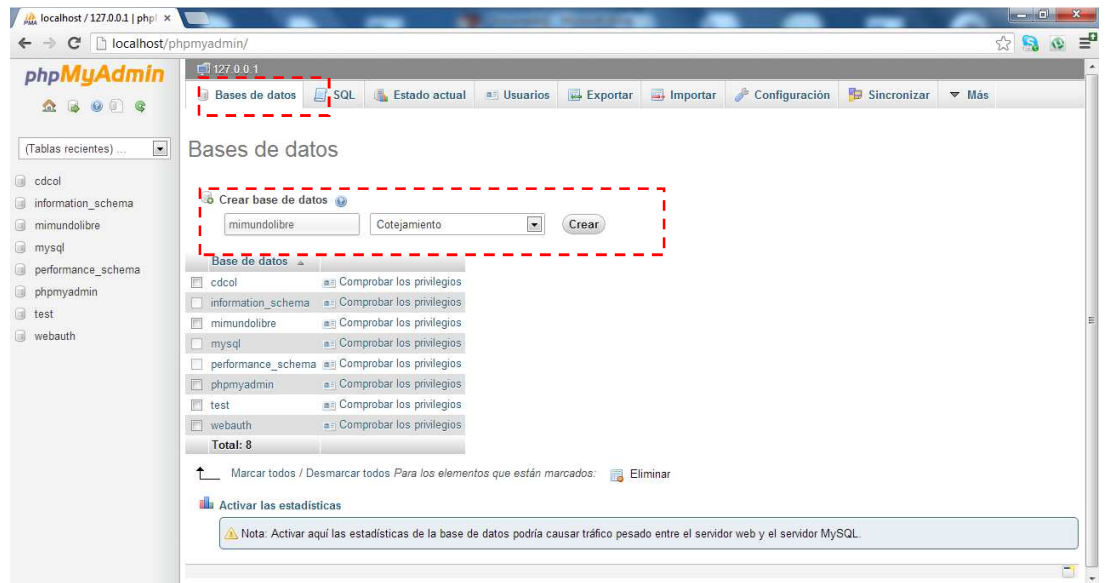 localhost / 127.0.0.1 | phpl ×
localhost/phpmyadmin/
phpMyAdmin
127.0.0.1
Bases de datos SQL Estado actual Usuarios Exportar Importar Configuración Sincronizar Más
(Tablas recientes) ...
cdcol
information_schema
mimundolibre
mysql
performance_schema
phpmyadmin
test
webauth
Bases de datos
Crear base de datos
mimundolibre Cotejamiento Crear
Base de datos
cdcol Comprobar los privilegios
information_schema Comprobar los privilegios
mimundolibre Comprobar los privilegios
mysql Comprobar los privilegios
performance_schema Comprobar los privilegios
phpmyadmin Comprobar los privilegios
test Comprobar los privilegios
webauth Comprobar los privilegios
Total: 8
Marcar todos / Desmarcar todos Para los elementos que están marcados: Eliminar
Activar las estadísticas
Nota: Activar aquí las estadísticas de la base de datos podría causar tráfico pesado entre el servidor web y el servidor MySQL.